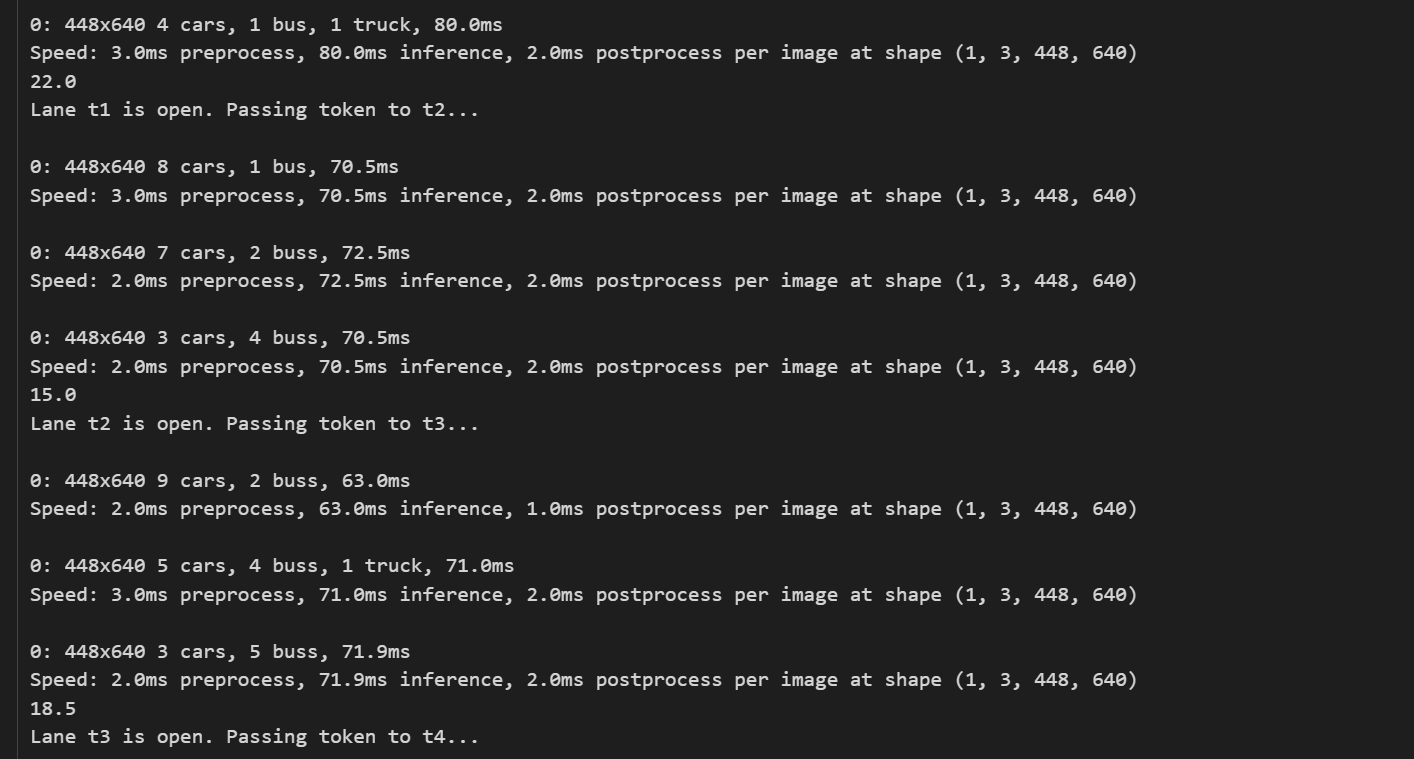 0: 448x640 4 cars, 1 bus, 1 truck, 80.0ms
Speed: 3.0ms preprocess, 80.0ms inference, 2.0ms postprocess per image at shape (1, 3, 448, 640)
22.0
Lane t1 is open. Passing token to t2...
0: 448x640 8 cars, 1 bus, 70.5ms
Speed: 3.0ms preprocess, 70.5ms inference, 2.0ms postprocess per image at shape (1, 3, 448, 640)
0: 448x640 7 cars, 2 buss, 72.5ms
Speed: 2.0ms preprocess, 72.5ms inference, 2.0ms postprocess per image at shape (1, 3, 448, 640)
0: 448x640 3 cars, 4 buss, 70.5ms
Speed: 2.0ms preprocess, 70.5ms inference, 2.0ms postprocess per image at shape (1, 3, 448, 640)
15.0
Lane t2 is open. Passing token to t3...
0: 448x640 9 cars, 2 buss, 63.0ms
Speed: 2.0ms preprocess, 63.0ms inference, 1.0ms postprocess per image at shape (1, 3, 448, 640)
0: 448x640 5 cars, 4 buss, 1 truck, 71.0ms
Speed: 3.0ms preprocess, 71.0ms inference, 2.0ms postprocess per image at shape (1, 3, 448, 640)
0: 448x640 3 cars, 5 buss, 71.9ms
Speed: 2.0ms preprocess, 71.9ms inference, 2.0ms postprocess per image at shape (1, 3, 448, 640)
18.5
Lane t3 is open. Passing token to t4...